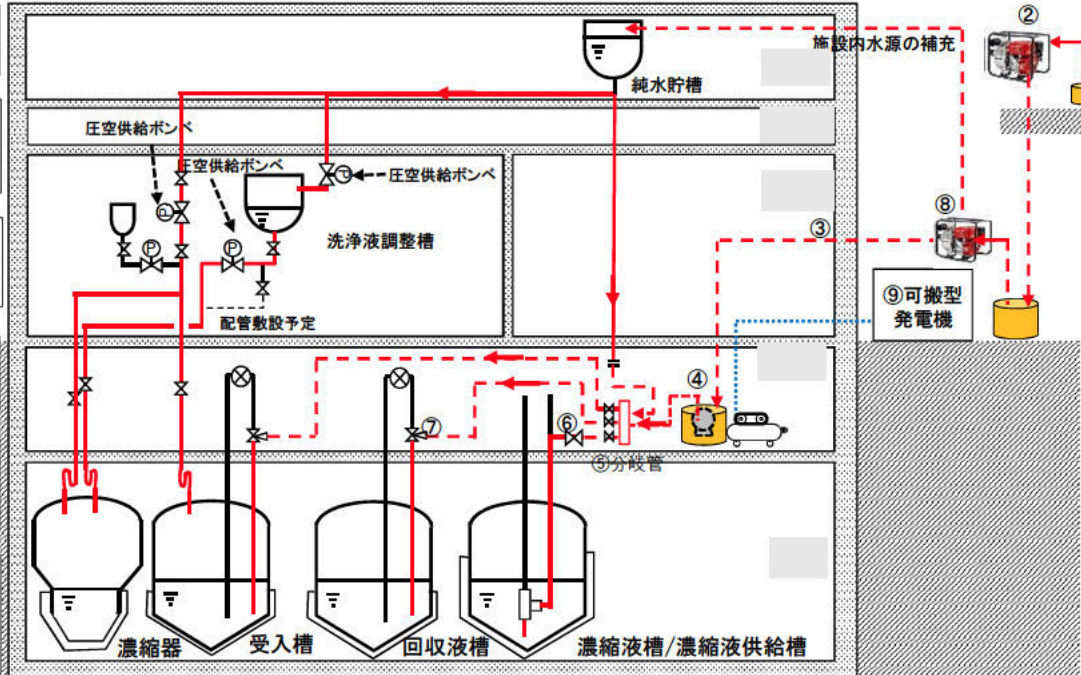 ②
施設内水源の補充
純水貯槽
圧空供給ボンベ
圧空供給ボンベ
圧空供給ボンベ
P
P
P
P
洗浄液調整槽
③
⑧
⑨可搬型
発電機
配管敷設予定
④
⑦
⑥
⑤分岐管
濃縮器
受入槽
回収液槽
濃縮液槽/濃縮液供給槽